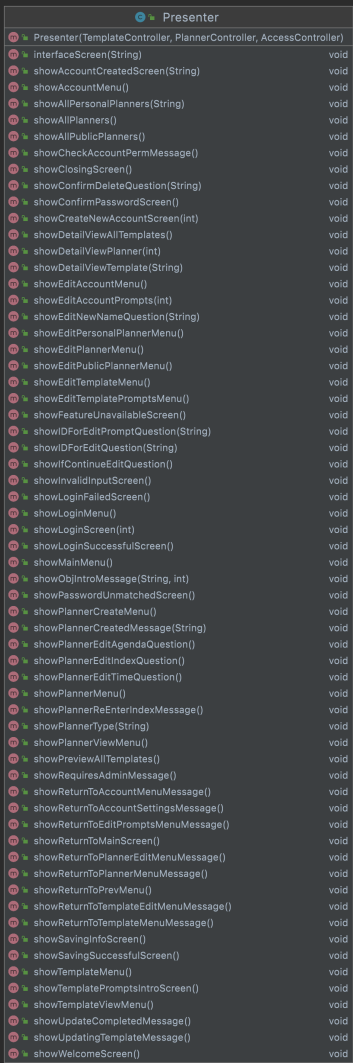 Presenter
Presenter(TemplateController, PlannerController, AccessController)
interfaceScreen(String) void
showAccountCreatedScreen(String) void
showAccountMenu() void
showAllPersonalPlanners(String) void
showAllPlanners() void
showAllPublicPlanners() void
showCheckAccountPermMessage() void
showClosingScreen() void
showConfirmDeleteQuestion(String) void
showConfirmPasswordScreen() void
showCreateNewAccountScreen(int) void
showDetailViewAllTemplates() void
showDetailViewPlanner(int) void
showDetailViewTemplate(String) void
showEditAccountMenu() void
showEditAccountPrompts(int) void
showEditNewNameQuestion(String) void
showEditPersonalPlannerMenu() void
showEditPlannerMenu() void
showEditPublicPlannerMenu() void
showEditTemplateMenu() void
showEditTemplatePromptsMenu() void
showFeatureUnavailableScreen() void
showIDForEditPromptQuestion(String) void
showIDForEditQuestion(String) void
showIfContinueEditQuestion() void
showInvalidInputScreen() void
showLoginFailedScreen() void
showLoginMenu() void
showLoginScreen(int) void
showLoginSuccessfulScreen() void
showMainMenu() void
showObjIntroMessage(String, int) void
showPasswordUnmatchedScreen() void
showPlannerCreateMenu() void
showPlannerCreatedMessage(String) void
showPlannerEditAgendaQuestion() void
showPlannerEditIndexQuestion() void
showPlannerEditTimeQuestion() void
showPlannerMenu() void
showPlannerReEnterIndexMessage() void
showPlannerType(String) void
showPlannerViewMenu() void
showPreviewAllTemplates() void
showRequiresAdminMessage() void
showReturnToAccountMenuMessage() void
showReturnToAccountSettingsMessage() void
showReturnToEditPromptsMenuMessage() void
showReturnToMainScreen() void
showReturnToPlannerEditMenuMessage() void
showReturnToPlannerMenuMessage() void
showReturnToPrevMenu() void
showReturnToTemplateEditMenuMessage() void
showReturnToTemplateMenuMessage() void
showSavingInfoScreen() void
showSavingSuccessfulScreen() void
showTemplateMenu() void
showTemplatePromptsIntroScreen() void
showTemplateViewMenu() void
showUpdateCompletedMessage() void
showUpdatingTemplateMessage() void
showWelcomeScreen() void